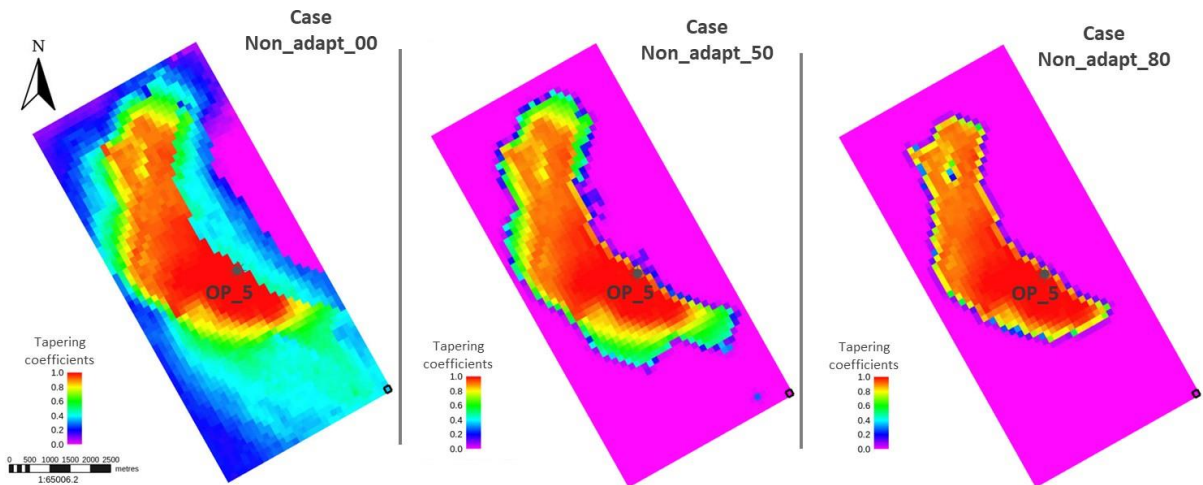 Case
Non_adapt_00
N
OP_5
Tapering
coefficients
1.0
0.8
0.6
0.4
0.2
0.0
0 500 1000 1500 2000 2500 metres
1:65006.2
Case
Non_adapt_50
OP_5
Tapering
coefficients
1.0
0.8
0.6
0.4
0.2
0.0
Case
Non_adapt_80
OP_5
Tapering
coefficients
1.0
0.8
0.6
0.4
0.2
0.0